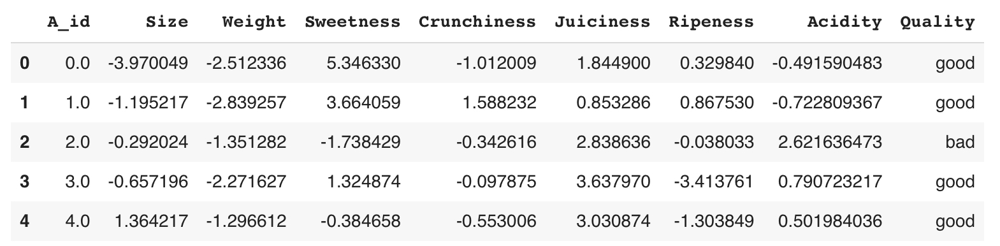 A_id Size Weight Sweetness Crunchiness Juiciness Ripeness Acidity Quality
0 0.0 -3.970049 -2.512336 5.346330 -1.012009 1.844900 0.329840 -0.491590483 good
1 1.0 -1.195217 -2.839257 3.664059 1.588232 0.853286 0.867530 -0.722809367 good
2 2.0 -0.292024 -1.351282 -1.738429 -0.342616 2.838636 -0.038033 2.621636473 bad
3 3.0 -0.657196 -2.271627 1.324874 -0.097875 3.637970 -3.413761 0.790723217 good
4 4.0 1.364217 -1.296612 -0.384658 -0.553006 3.030874 -1.303849 0.501984036 good